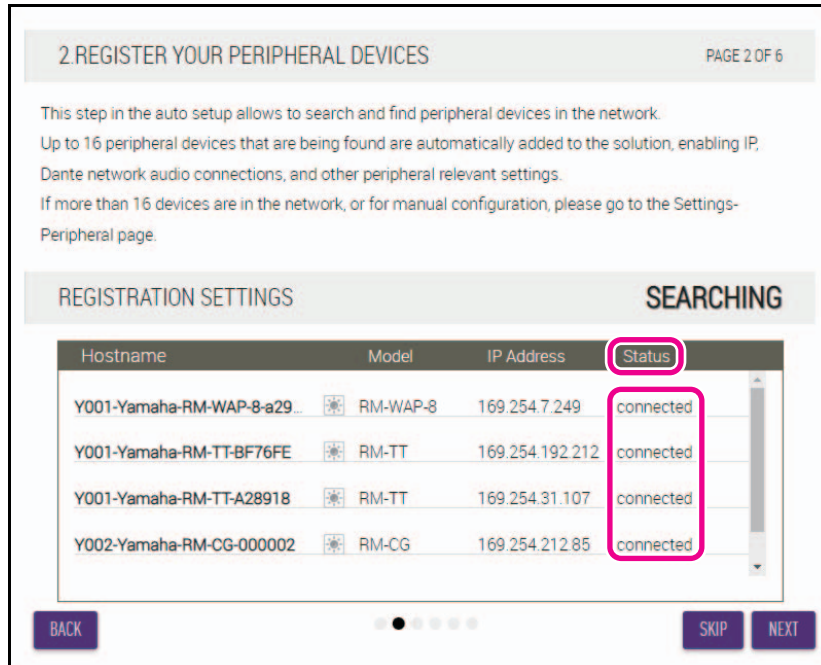 2.REGISTER YOUR PERIPHERAL DEVICES PAGE 2 OF 6
This step in the auto setup allows to search and find peripheral devices in the network.
Up to 16 peripheral devices that are being found are automatically added to the solution, enabling IP,
Dante network audio connections, and other peripheral relevant settings.
If more than 16 devices are in the network, or for manual configuration, please go to the Settings-
Peripheral page.
REGISTRATION SETTINGS SEARCHING
Hostname Model IP Address Status
Y001-Yamaha-RM-WAP-8-a29... RM-WAP-8 169.254.7.249 connected
Y001-Yamaha-RM-TT-BF76FE RM-TT 169.254.192.212 connected
Y001-Yamaha-RM-TT-A28918 RM-TT 169.254.31.107 connected
Y002-Yamaha-RM-CG-000002 RM-CG 169.254.212.85 connected
BACK SKIP NEXT